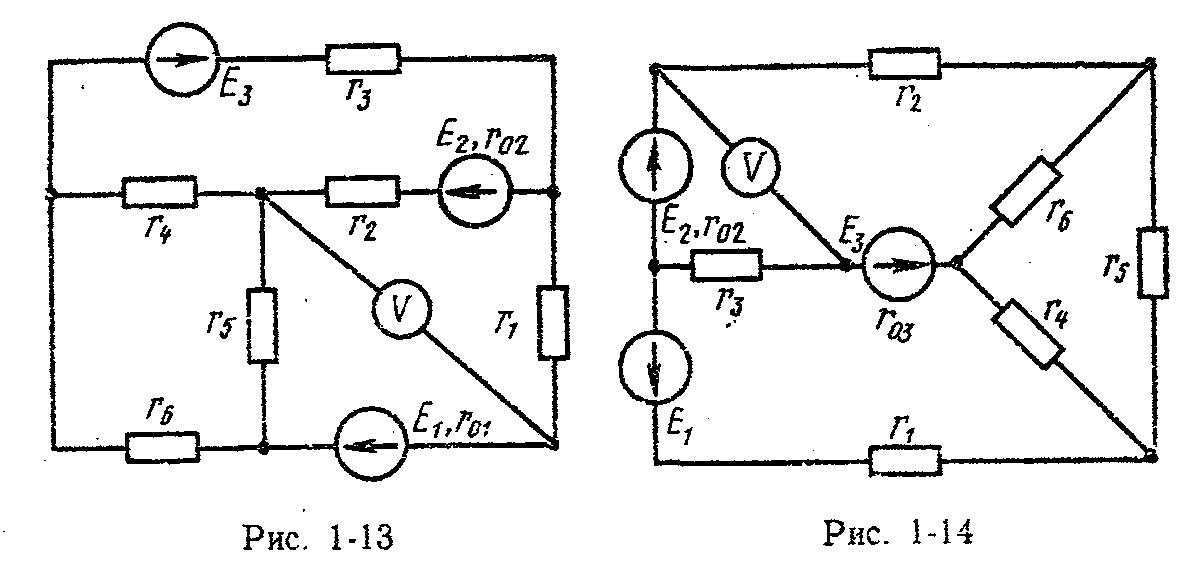 E₃
r₃
E₂, r₀₂
r₄
r₂
r₅
V
r₁
r₆
E₁, r₀₁
Рис. 1-13
r₂
V
r₆
E₂, r₀₂
E₃
r₃
r₀₃
r₅
r₄
E₁
r₁
Рис. 1-14